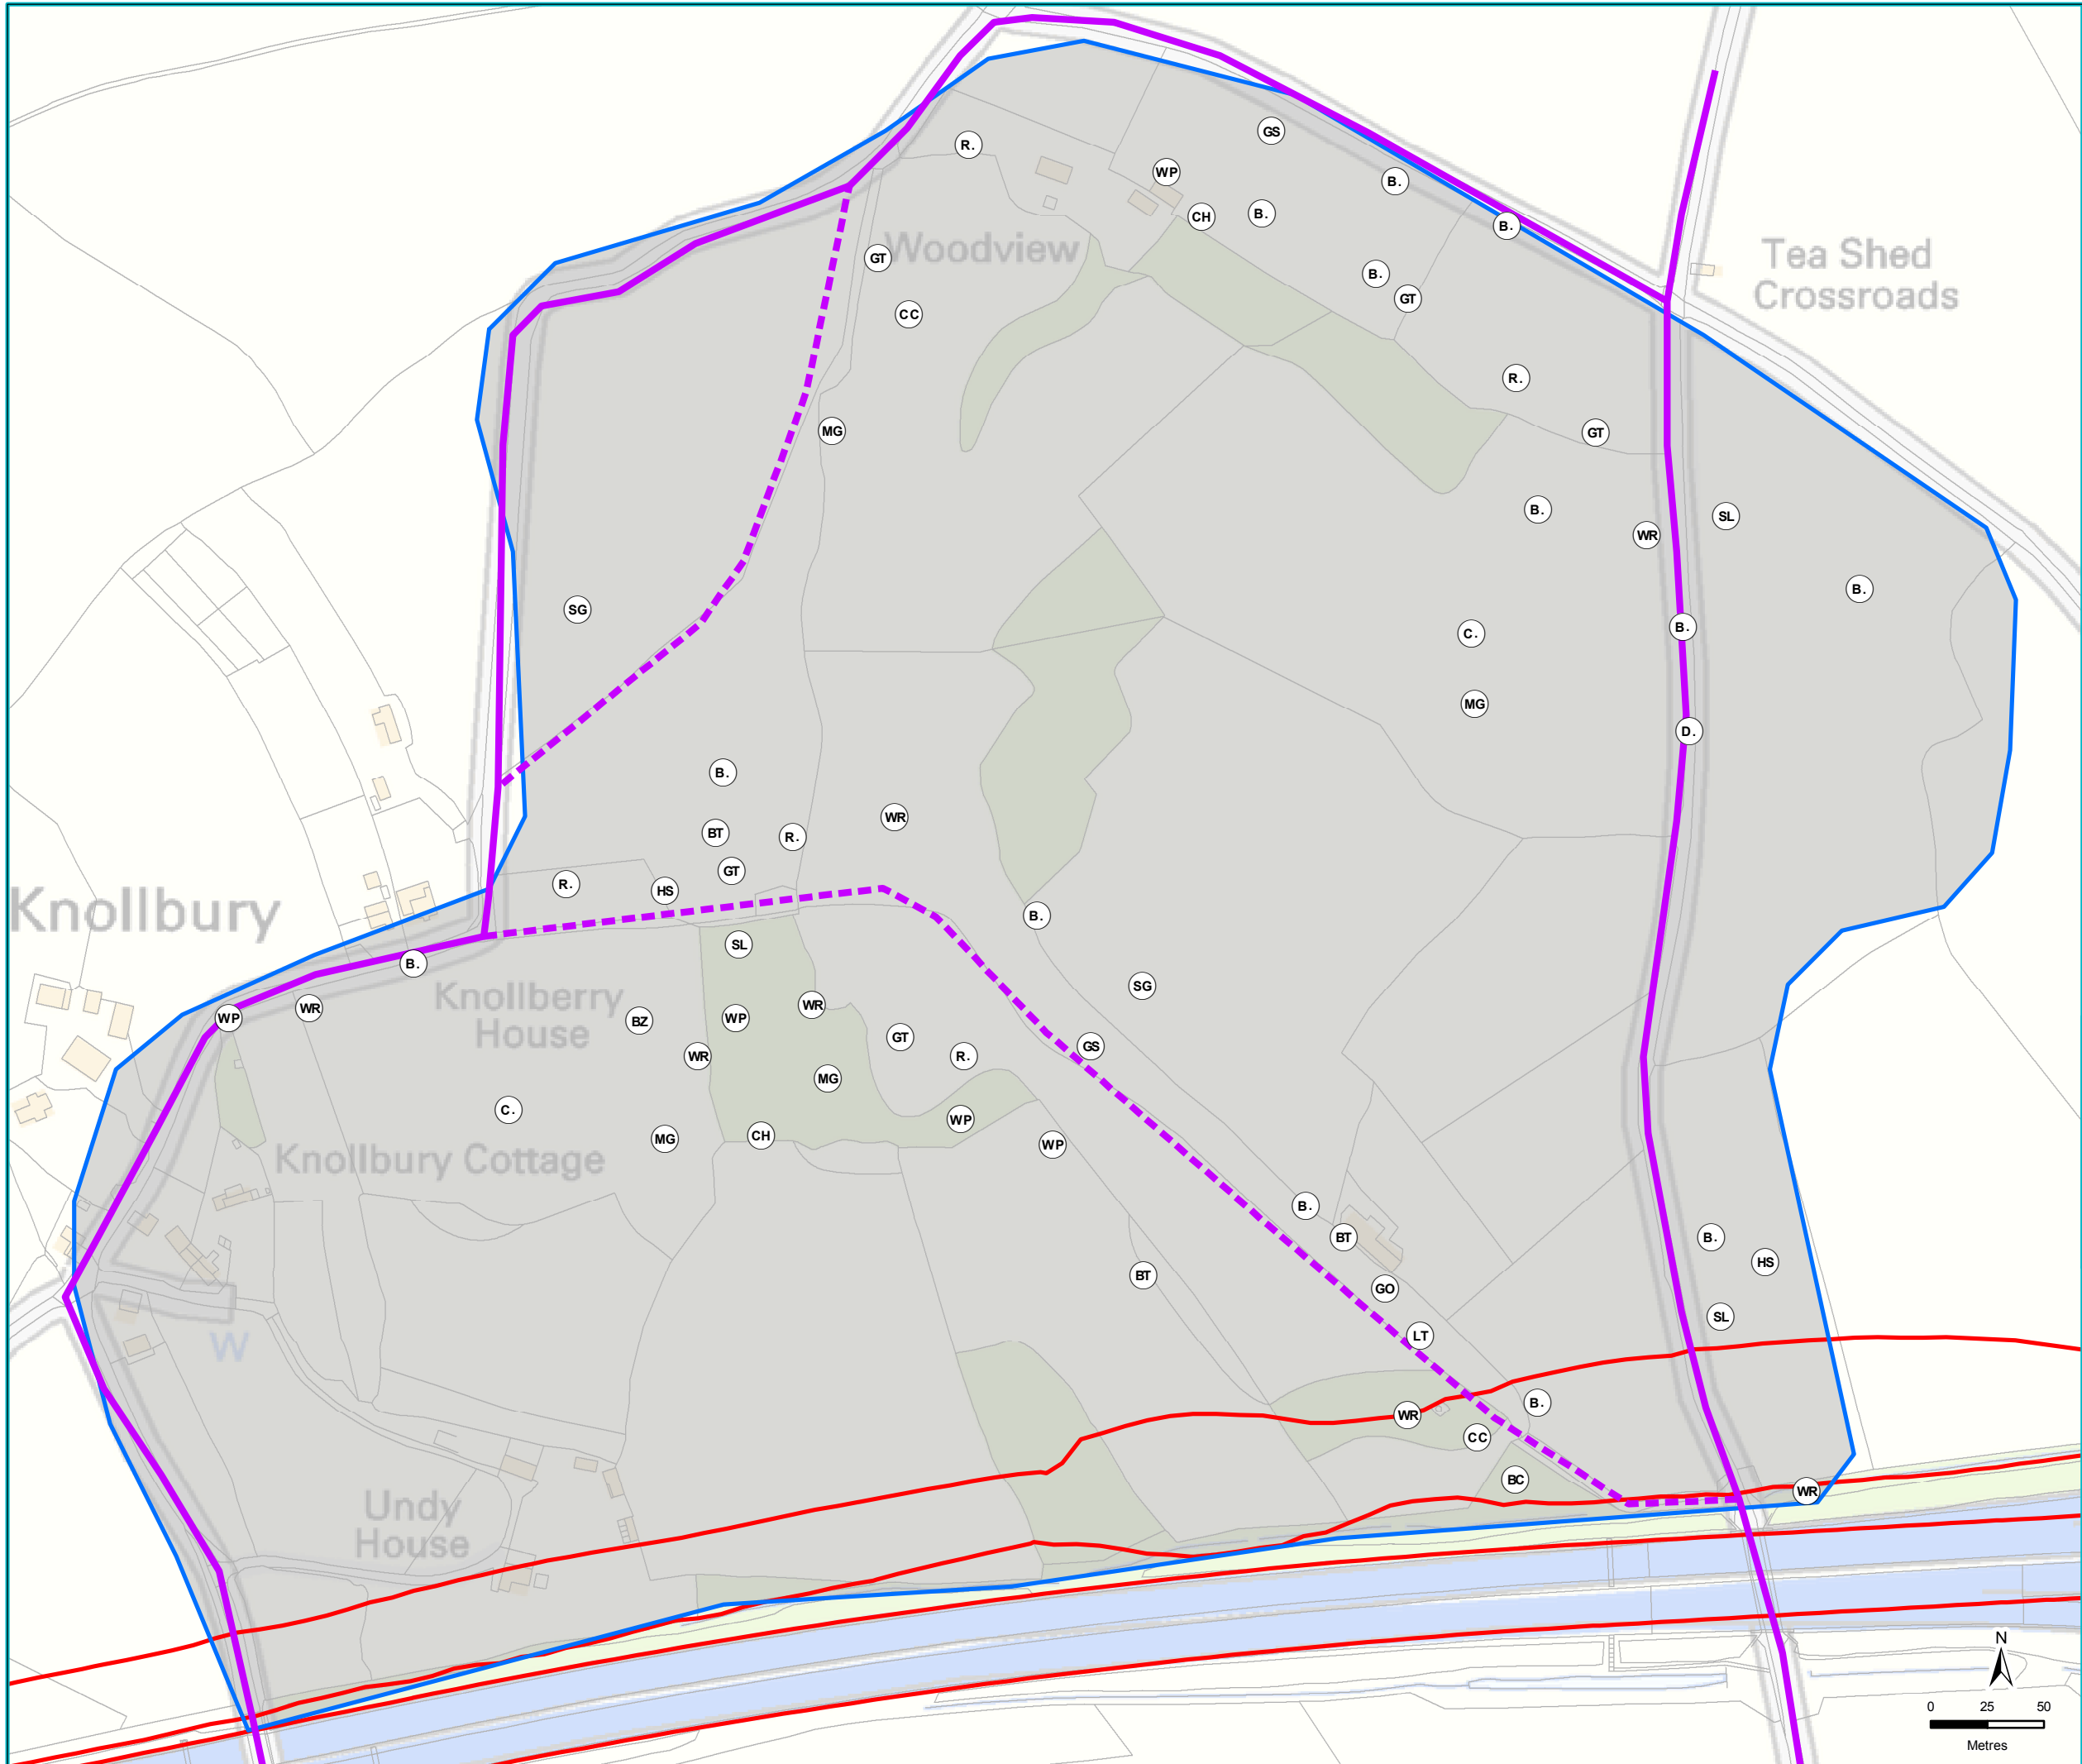 R.
GS
WP
B.
CH
B.
B.
Woodview
GT
Tea Shed
Crossroads
B.
GT
CC
R.
MG
GT
B.
SL
WR
B.
SG
B.
C.
MG
D.
B.
WR
BT
R.
GT
R.
HS
Knollbury
B.
SL
B.
SG
Knollberry
House
WR
WP
BZ
WP
WR
GT
GS
WR
R.
MG
C.
WP
CH
MG
WP
Knollbury Cottage
B.
BT
B.
HS
BT
GO
SL
LT
W
B.
WR
CC
BC
WR
Undy
House
N
0 25 50
Metres